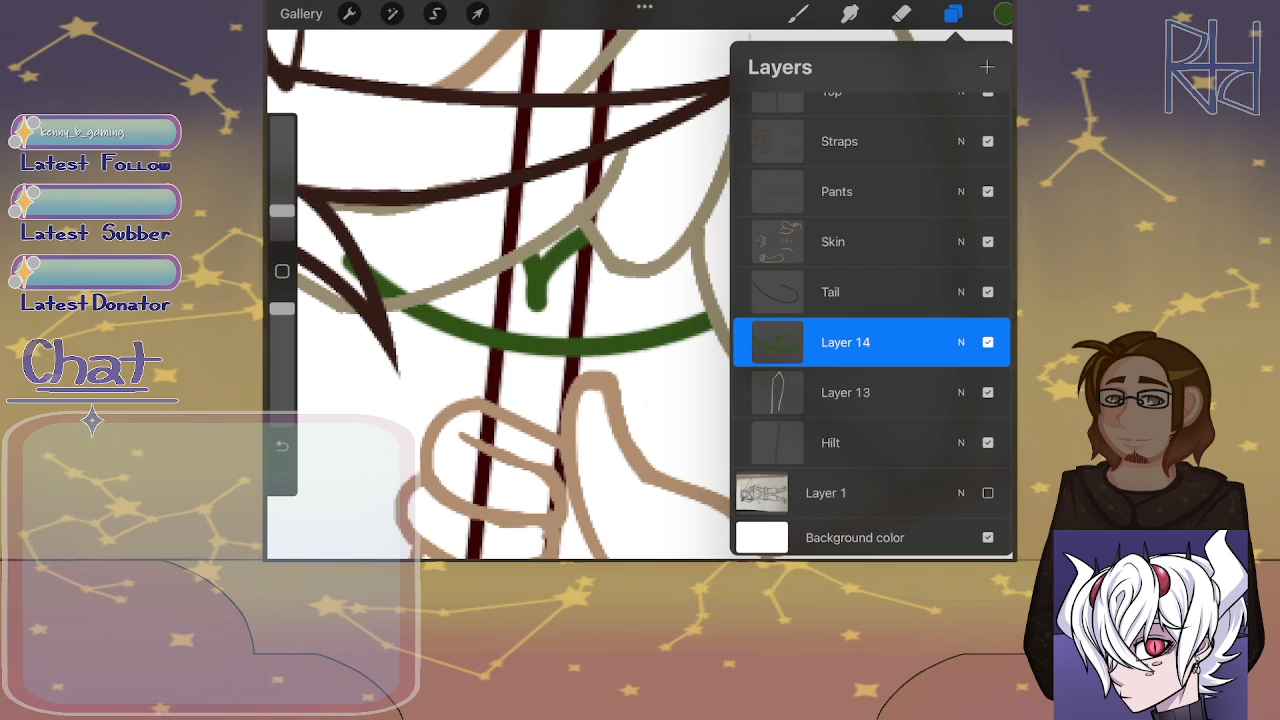 Gallery
Layers
Top N
Straps N
Pants N
Skin N
Tail N
Layer 14 N
Layer 13 N
Hilt N
Layer 1 N
Background color
kenny_b_gaming
Latest Follow
Latest Subber
Latest Donator
Chat